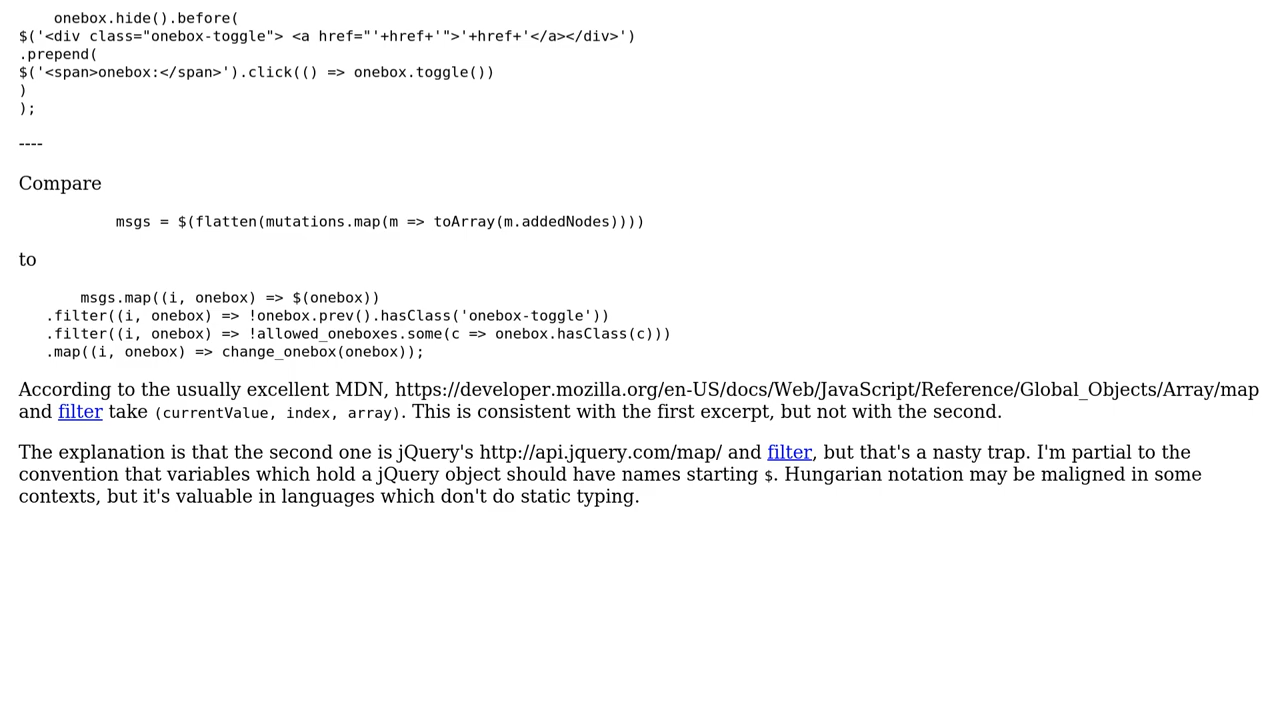 onebox.hide().before(
$('<div class="onebox-toggle"> <a href="'+href+'">'+href+'</a></div>')
.prepend(
$('<span>onebox:</span>').click(() => onebox.toggle())
)
);
----
Compare
msgs = $(flatten(mutations.map(m => toArray(m.addedNodes))))
to
msgs.map((i, onebox) => $(onebox))
.filter((i, onebox) => !onebox.prev().hasClass('onebox-toggle'))
.filter((i, onebox) => !allowed_oneboxes.some(c => onebox.hasClass(c)))
.map((i, onebox) => change_onebox(onebox));
According to the usually excellent MDN, https://developer.mozilla.org/en-US/docs/Web/JavaScript/Reference/Global_Objects/Array/map
and filter take (currentValue, index, array). This is consistent with the first excerpt, but not with the second.
The explanation is that the second one is jQuery's http://api.jquery.com/map/ and filter, but that's a nasty trap. I'm partial to the
convention that variables which hold a jQuery object should have names starting $. Hungarian notation may be maligned in some
contexts, but it's valuable in languages which don't do static typing.